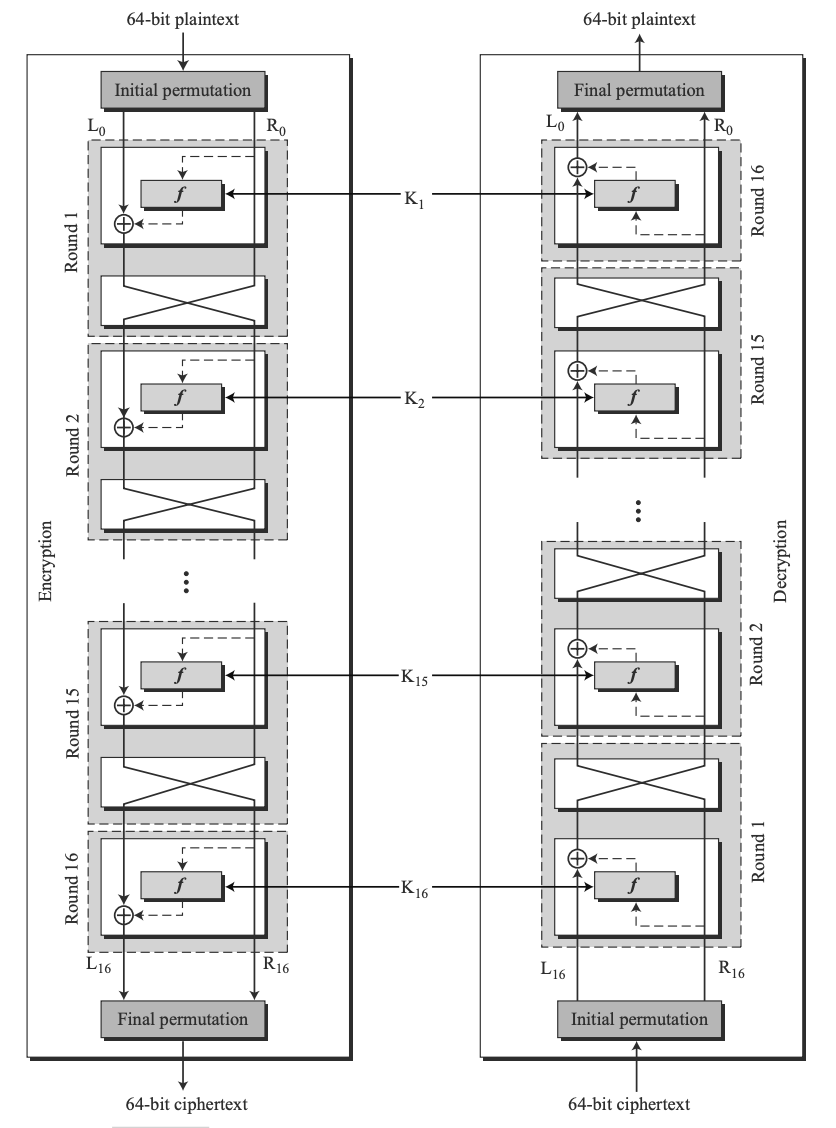 64-bit plaintext
Initial permutation
L0
R0
f
Round 1
f
Round 2
Encryption
f
Round 15
f
Round 16
L16
R16
Final permutation
64-bit ciphertext
K1
K2
K15
K16
64-bit plaintext
Final permutation
L0
R0
f
Round 16
f
Round 15
Decryption
f
Round 2
f
Round 1
L16
R16
Initial permutation
64-bit ciphertext